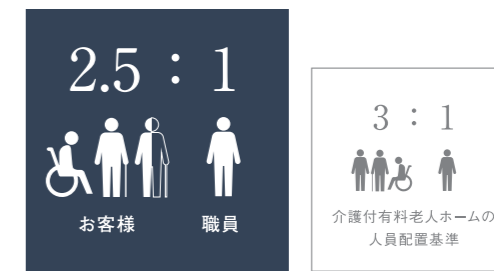 2.5：1
お客様 職員
3：1
介護付有料老人ホームの
人員配置基準